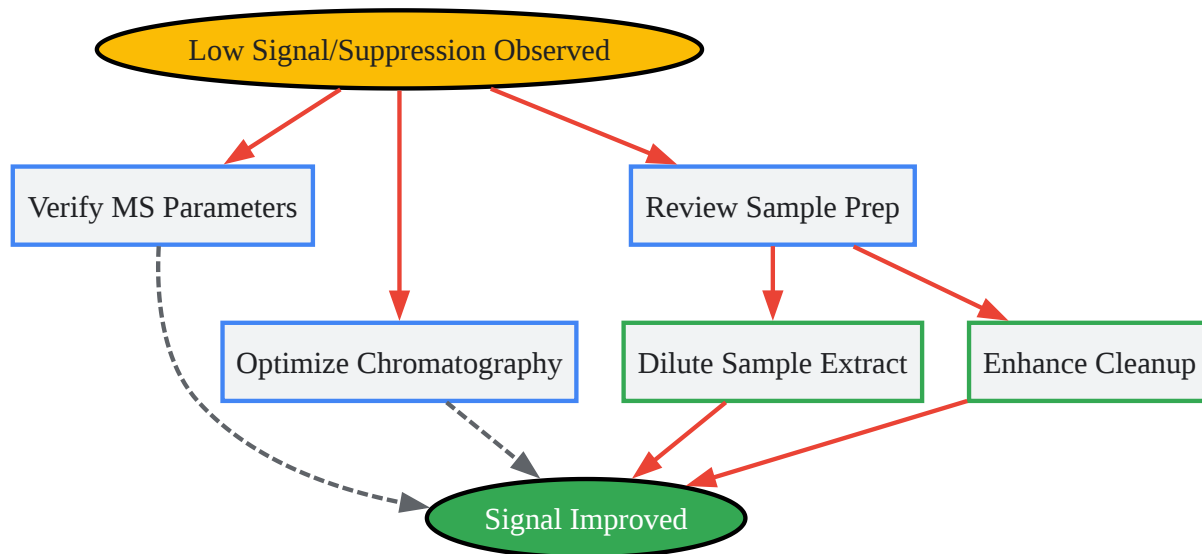 Low Signal/Suppression Observed
Verify MS Parameters
Review Sample Prep
Optimize Chromatography
Dilute Sample Extract
Enhance Cleanup
Signal Improved